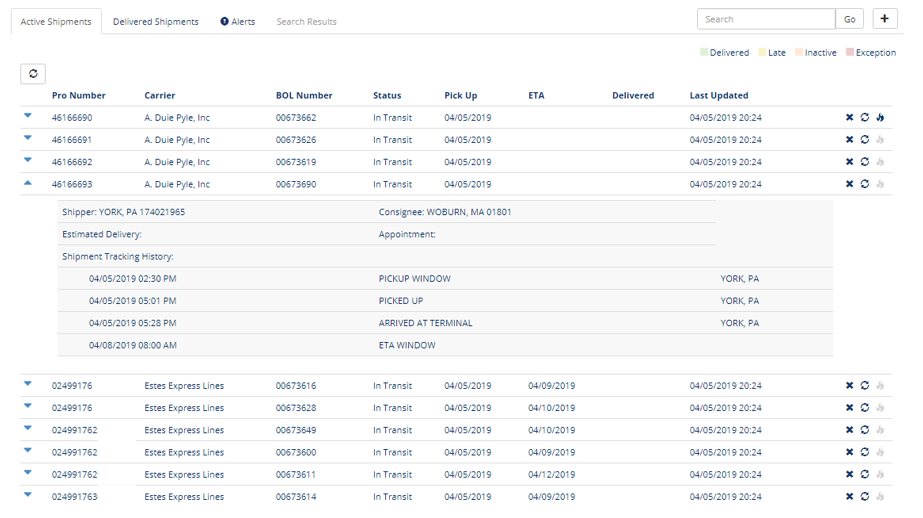 Active Shipments Delivered Shipments Alerts Search Results Search Go
Delivered Late Inactive Exception
Pro Number Carrier BOL Number Status Pick Up ETA Delivered Last Updated
46166690 A. Duie Pyle, Inc 00673662 In Transit 04/05/2019 04/05/2019 20:24
46166691 A. Duie Pyle, Inc 00673626 In Transit 04/05/2019 04/05/2019 20:24
46166692 A. Duie Pyle, Inc 00673619 In Transit 04/05/2019 04/05/2019 20:24
46166693 A. Duie Pyle, Inc 00673690 In Transit 04/05/2019 04/05/2019 20:24
Shipper: YORK, PA 174021965 Consignee: WOBURN, MA 01801
Estimated Delivery: Appointment:
Shipment Tracking History:
04/05/2019 02:30 PM PICKUP WINDOW YORK, PA
04/05/2019 05:01 PM PICKED UP YORK, PA
04/05/2019 05:28 PM ARRIVED AT TERMINAL YORK, PA
04/08/2019 08:00 AM ETA WINDOW
02499176 Estes Express Lines 00673616 In Transit 04/05/2019 04/09/2019 04/05/2019 20:24
02499176 Estes Express Lines 00673628 In Transit 04/05/2019 04/10/2019 04/05/2019 20:24
024991762 Estes Express Lines 00673649 In Transit 04/05/2019 04/10/2019 04/05/2019 20:24
024991762 Estes Express Lines 00673600 In Transit 04/05/2019 04/09/2019 04/05/2019 20:24
024991762 Estes Express Lines 00673611 In Transit 04/05/2019 04/12/2019 04/05/2019 20:24
024991763 Estes Express Lines 00673614 In Transit 04/05/2019 04/09/2019 04/05/2019 20:24